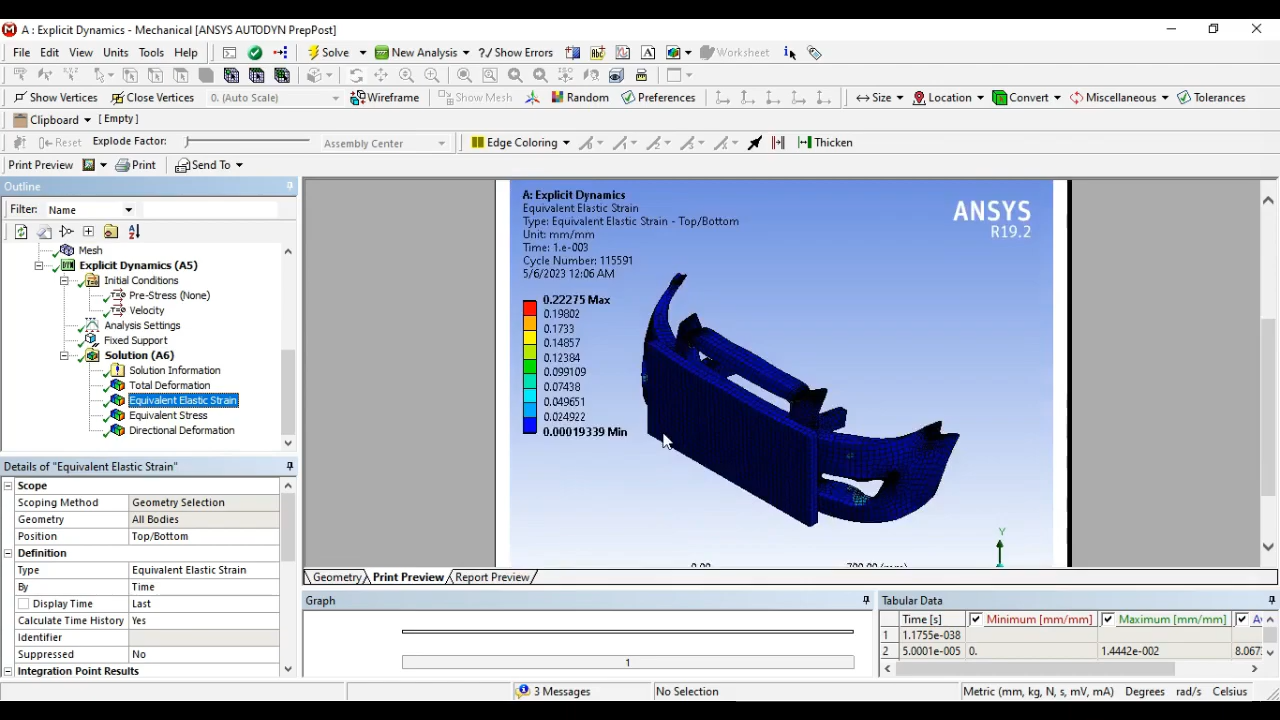 A : Explicit Dynamics - Mechanical [ANSYS AUTODYN PrepPost]
File Edit View Units Tools Help Solve New Analysis ?/ Show Errors Worksheet
Show Vertices Close Vertices 0. (Auto Scale) Wireframe Show Mesh Random Preferences Size Location Convert Miscellaneous Tolerances
Clipboard [ Empty ]
Reset Explode Factor: Assembly Center Edge Coloring Thicken
Print Preview Print Send To
Outline
Filter: Name
Mesh
Explicit Dynamics (A5)
Initial Conditions
Pre-Stress (None)
Velocity
Analysis Settings
Fixed Support
Solution (A6)
Solution Information
Total Deformation
Equivalent Elastic Strain
Equivalent Stress
Directional Deformation
A: Explicit Dynamics
Equivalent Elastic Strain
Type: Equivalent Elastic Strain - Top/Bottom
Unit: mm/mm
Time: 1.e-003
Cycle Number: 115591
5/6/2023 12:06 AM
ANSYS
R19.2
0.22275 Max
0.19802
0.1733
0.14857
0.12384
0.099109
0.07438
0.049651
0.024922
0.00019339 Min
Y
Details of "Equivalent Elastic Strain"
Scope
Scoping Method Geometry Selection
Geometry All Bodies
Position Top/Bottom
Definition
Type Equivalent Elastic Strain
By Time
Display Time Last
Calculate Time History Yes
Identifier
Suppressed No
Integration Point Results
Geometry Print Preview Report Preview
Graph
1
Tabular Data
Time [s] Minimum [mm/mm] Maximum [mm/mm]
1 1.1755e-038
2 5.0001e-005 0. 1.4442e-002
3 Messages No Selection Metric (mm, kg, N, s, mV, mA) Degrees rad/s Celsius